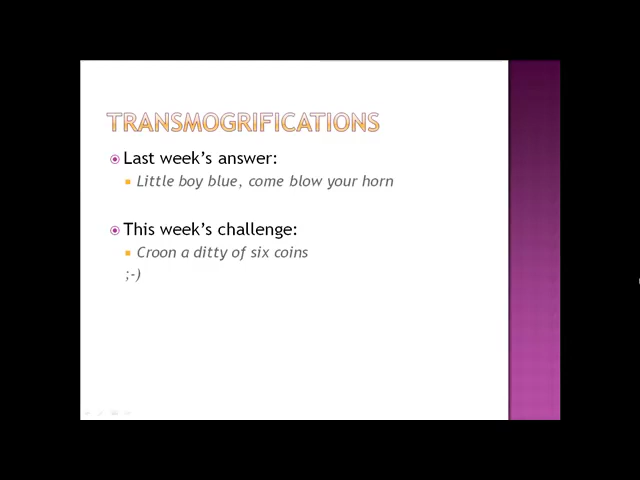 TRANSMOGRIFICATIONS
Last week's answer:
Little boy blue, come blow your horn
This week's challenge:
Croon a ditty of six coins
;-)